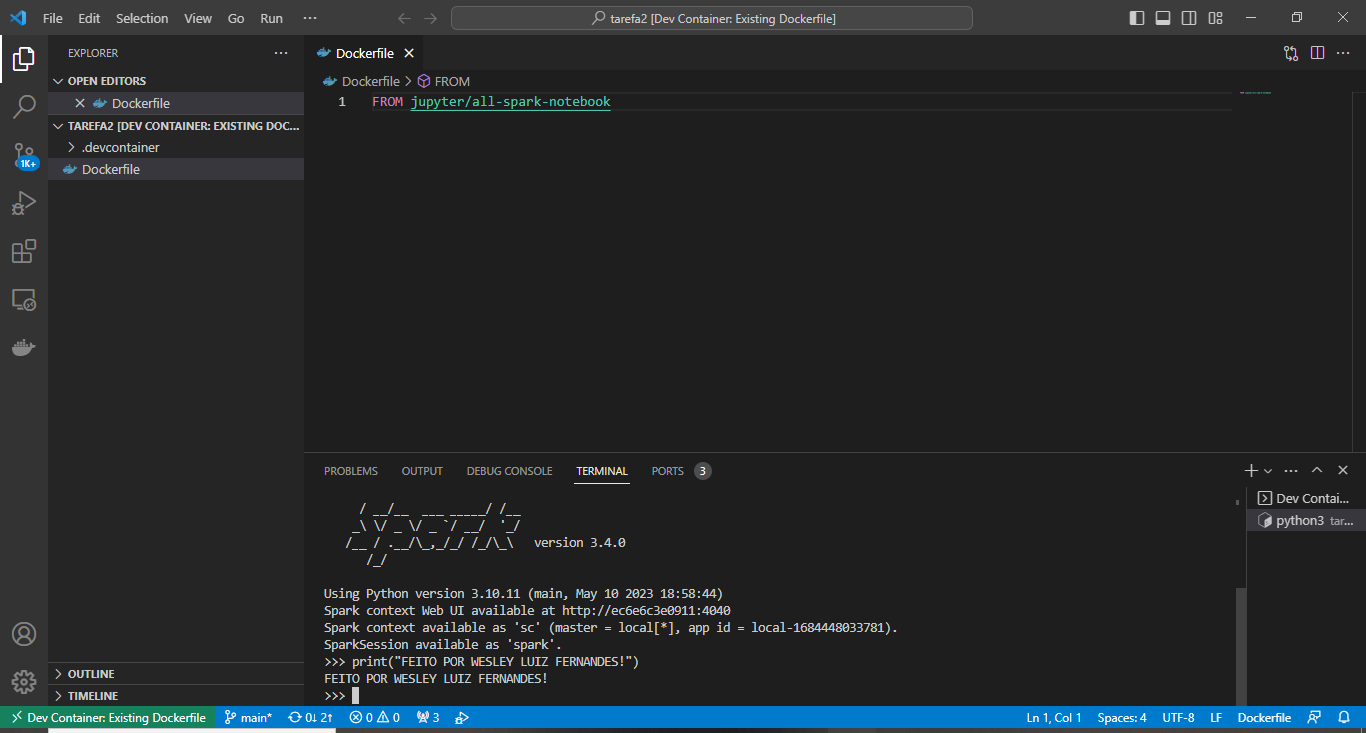 File Edit Selection View Go Run ···
tarefa2 [Dev Container: Existing Dockerfile]
EXPLORER
OPEN EDITORS
Dockerfile
TAREFA2 [DEV CONTAINER: EXISTING DOC...
.devcontainer
Dockerfile
OUTLINE
TIMELINE
1K+
Dockerfile
Dockerfile > FROM
1 FROM jupyter/all-spark-notebook
PROBLEMS OUTPUT DEBUG CONSOLE TERMINAL PORTS 3
Dev Contai...
python3 tar...
      / __/__  ___ _____/ /__
     _\ \/ _ \/ _ `/ __/  '_/
    /__ / .__/\_,_/_/ /_/\_\   version 3.4.0
       /_/
Using Python version 3.10.11 (main, May 10 2023 18:58:44)
Spark context Web UI available at http://ec6e6c3e0911:4040
Spark context available as 'sc' (master = local[*], app id = local-1684448033781).
SparkSession available as 'spark'.
>>> print("FEITO POR WESLEY LUIZ FERNANDES!")
FEITO POR WESLEY LUIZ FERNANDES!
>>>
Dev Container: Existing Dockerfile main* 0↓ 2↑ 0 0 3 Ln 1, Col 1 Spaces: 4 UTF-8 LF Dockerfile